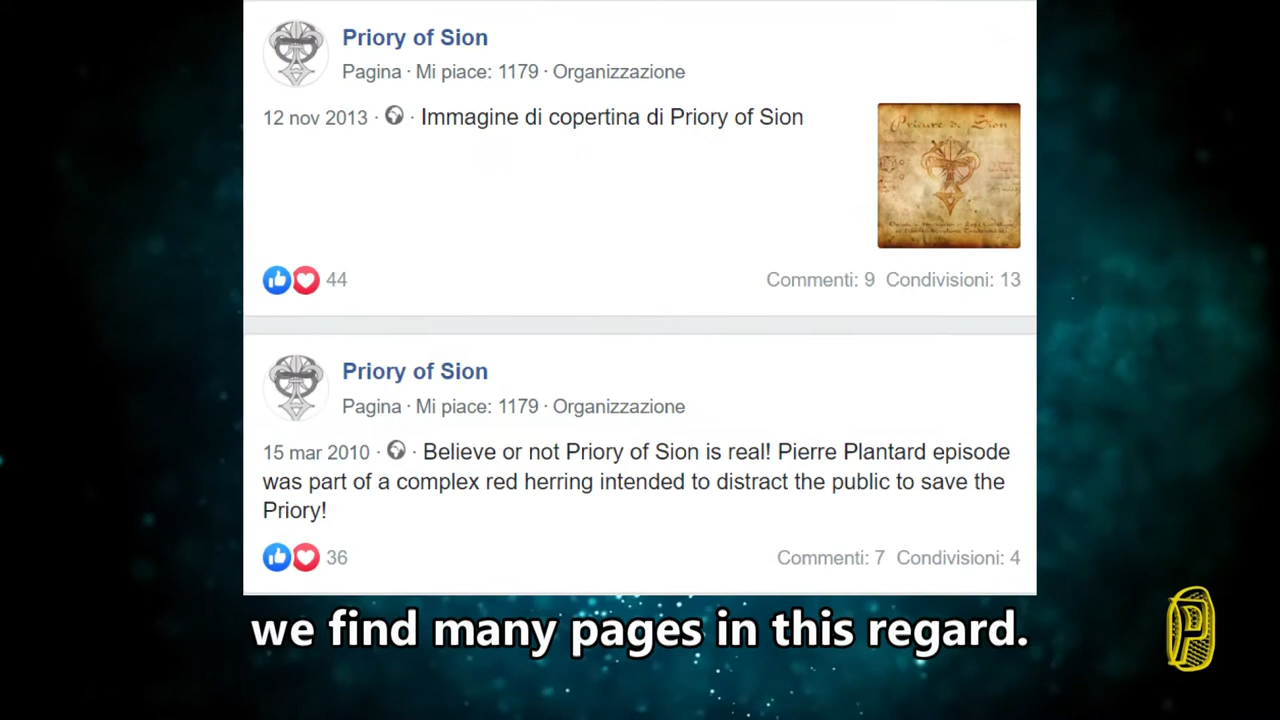 Priory of Sion
Pagina · Mi piace: 1179 · Organizzazione
12 nov 2013 · · Immagine di copertina di Priory of Sion
Prieure de Sion
44
Commenti: 9 Condivisioni: 13
Priory of Sion
Pagina · Mi piace: 1179 · Organizzazione
15 mar 2010 · · Believe or not Priory of Sion is real! Pierre Plantard episode
was part of a complex red herring intended to distract the public to save the
Priory!
36
Commenti: 7 Condivisioni: 4
we find many pages in this regard.
P